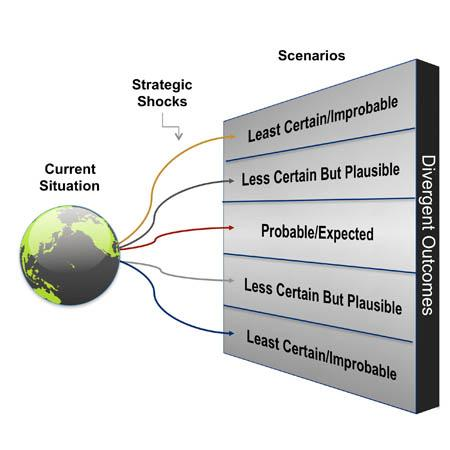 Scenarios
Strategic
Shocks
Current
Situation
Least Certain/Improbable
Less Certain But Plausible
Probable/Expected
Less Certain But Plausible
Least Certain/Improbable
Divergent Outcomes